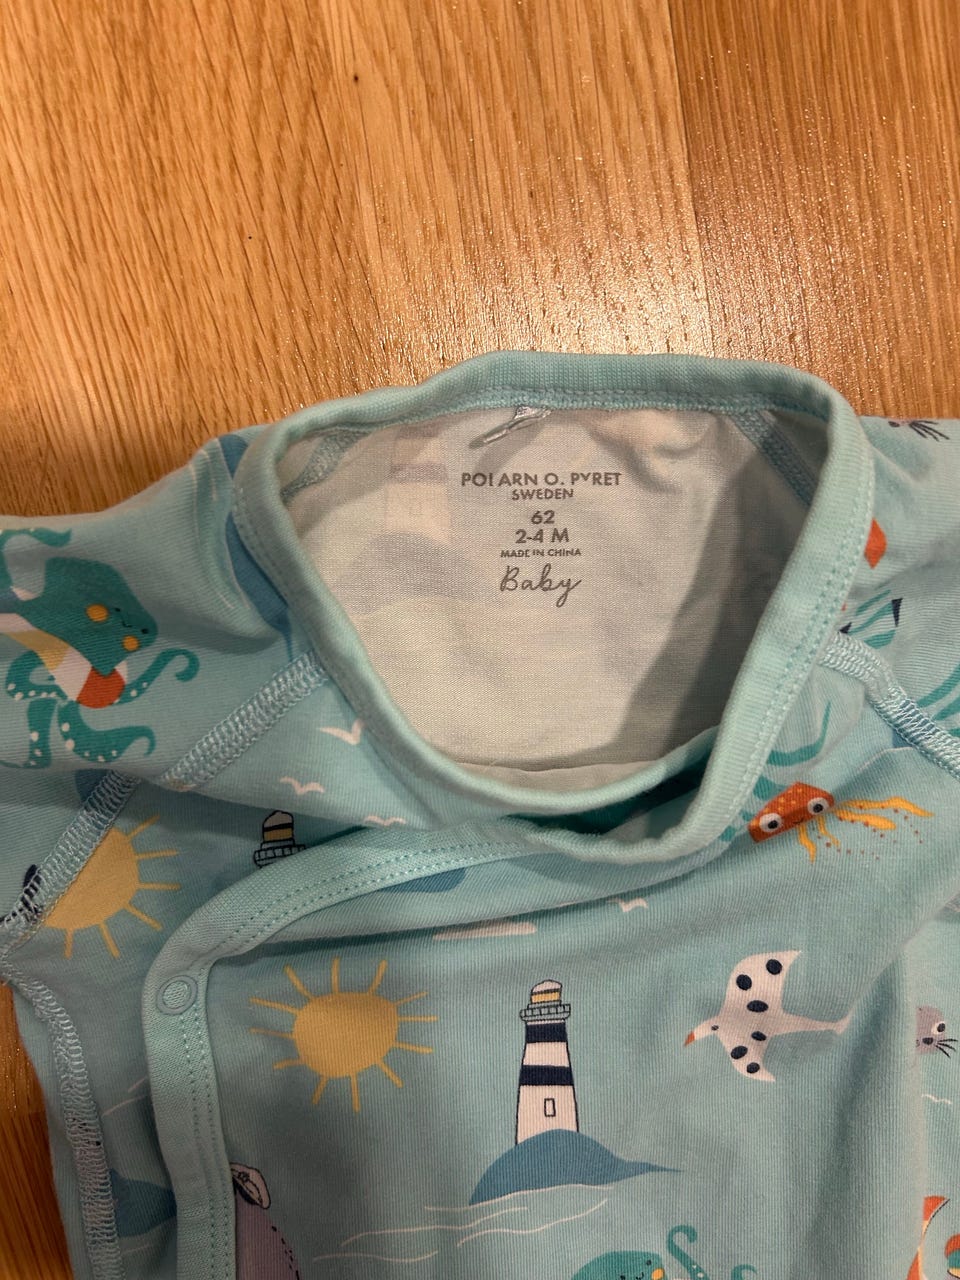 POLARN O. PYRET
SWEDEN
62
2-4 M
MADE IN CHINA
Baby